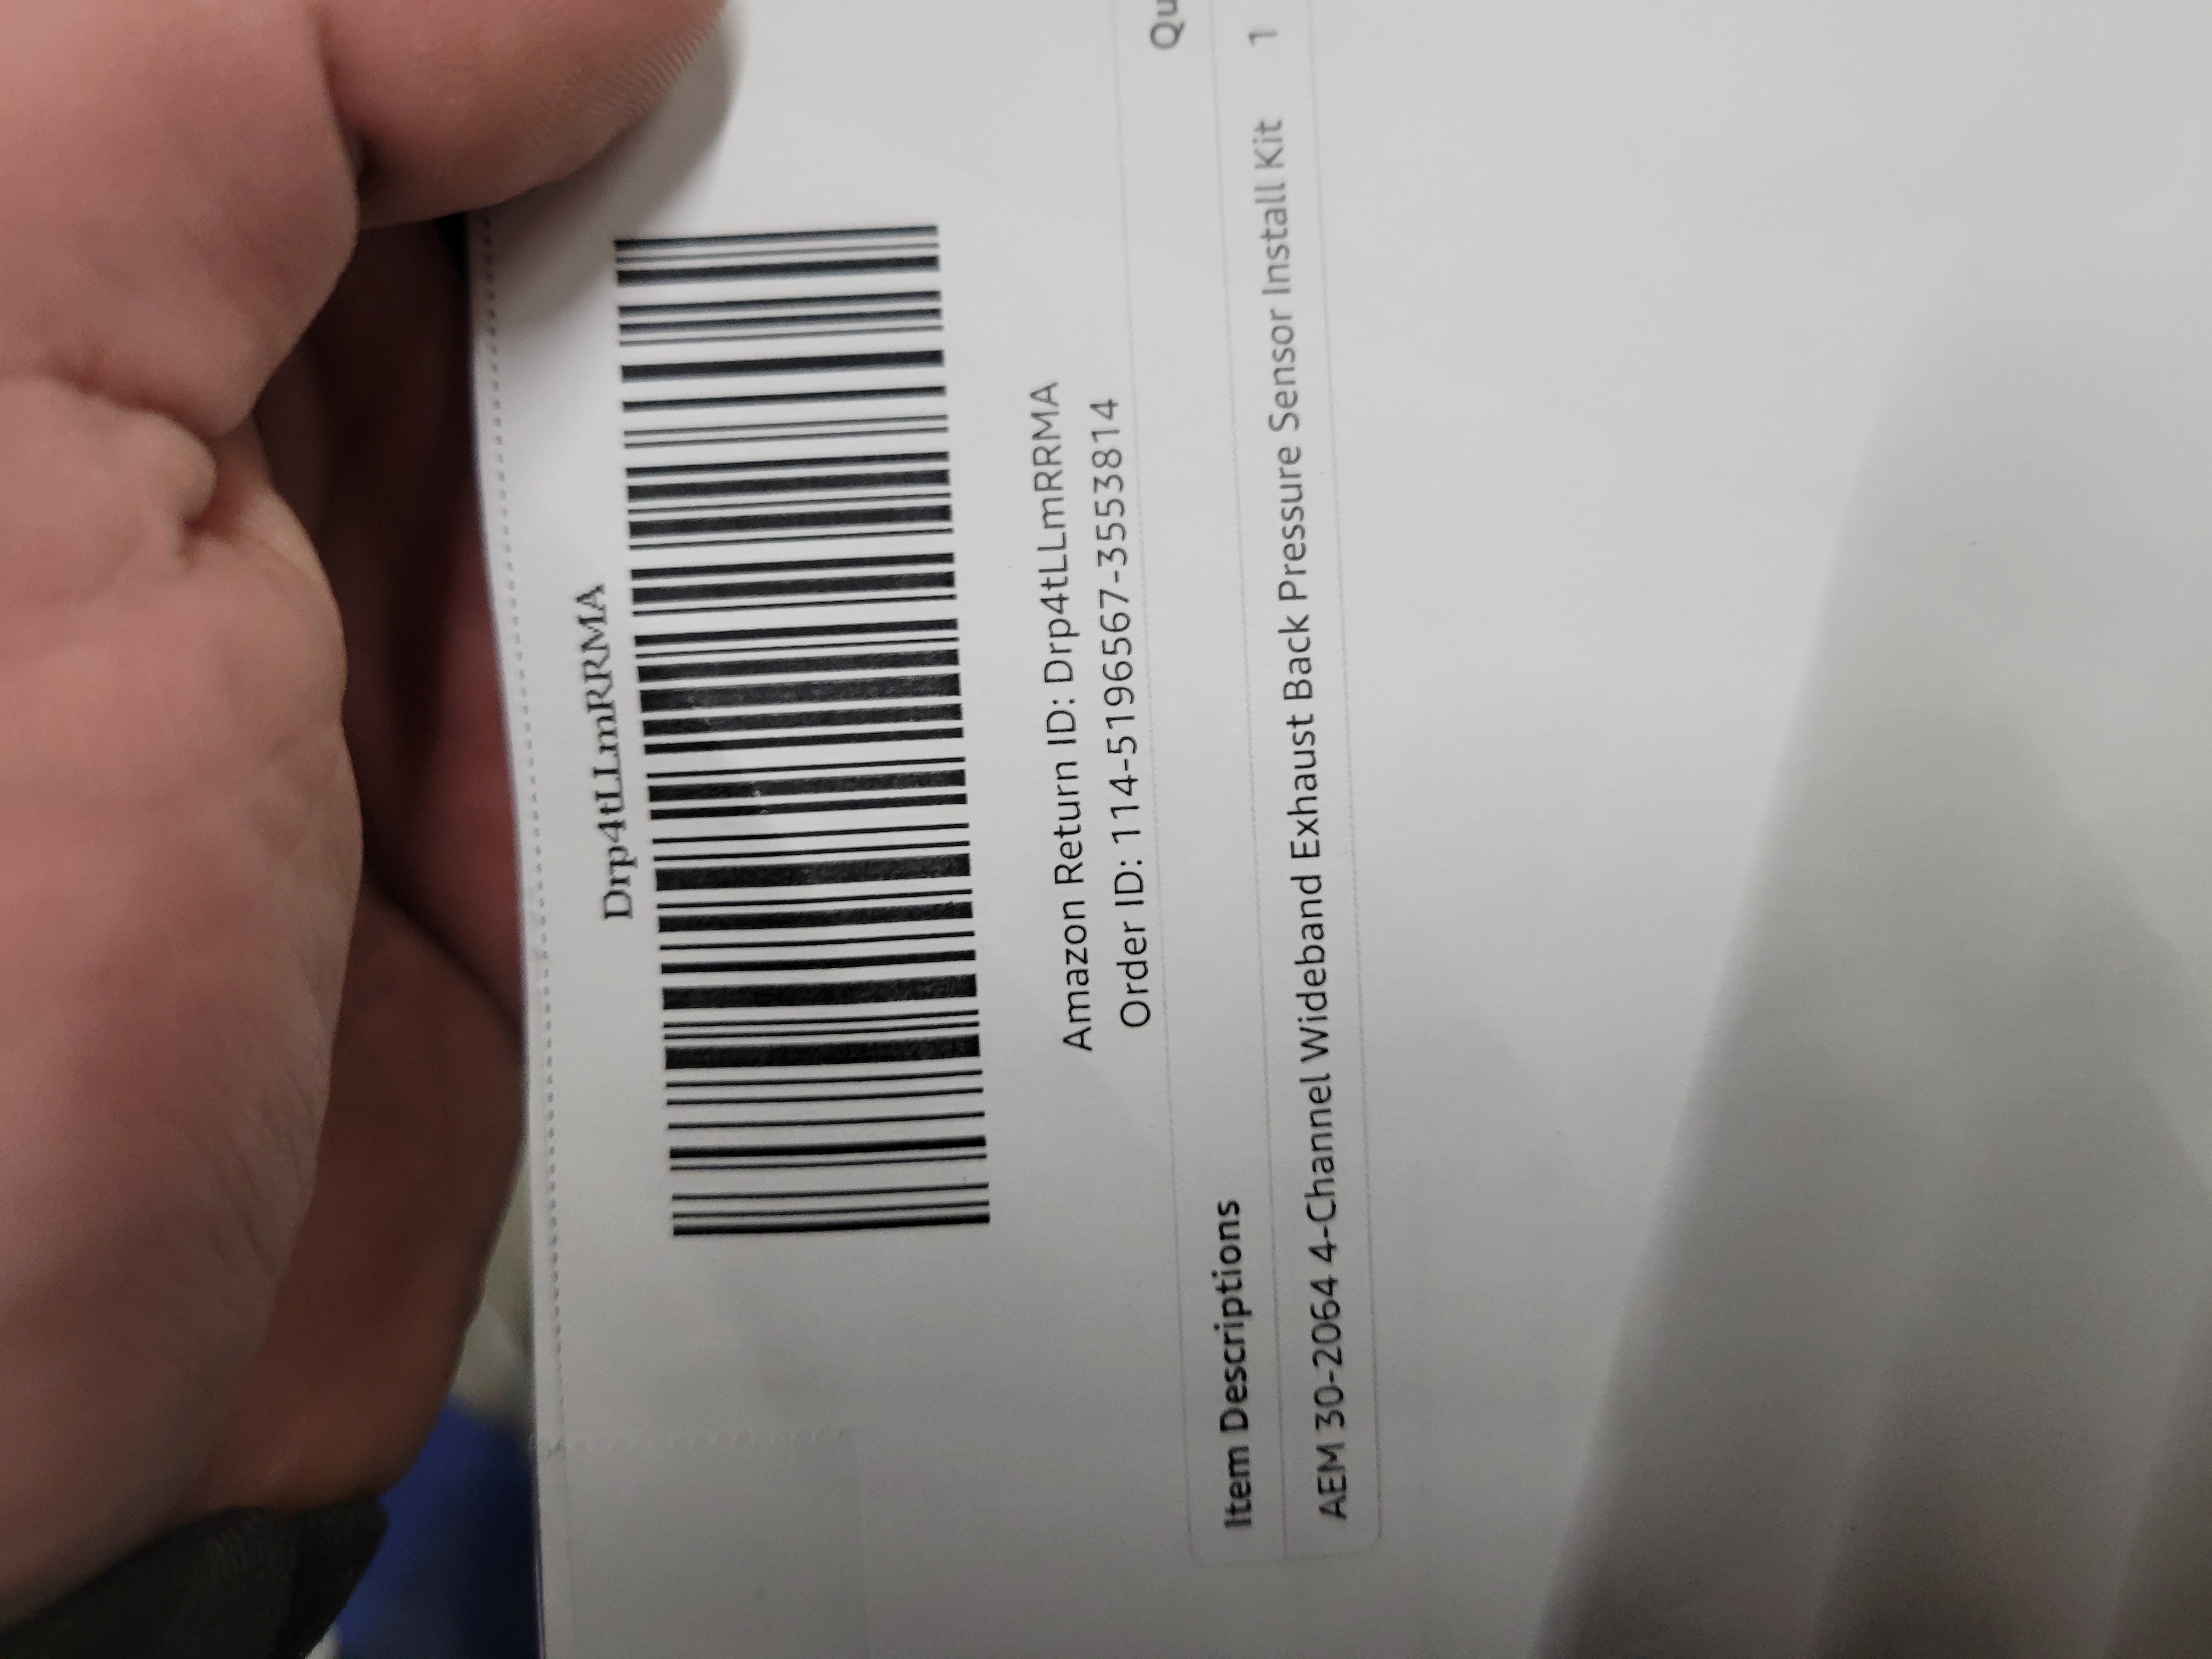 Drp4tLLmRRMA
Amazon Return ID: Drp4tLLmRRMA
Order ID: 114-5196567-3553814
Item Descriptions
AEM 30-2064 4-Channel Wideband Exhaust Back Pressure Sensor Install Kit 1